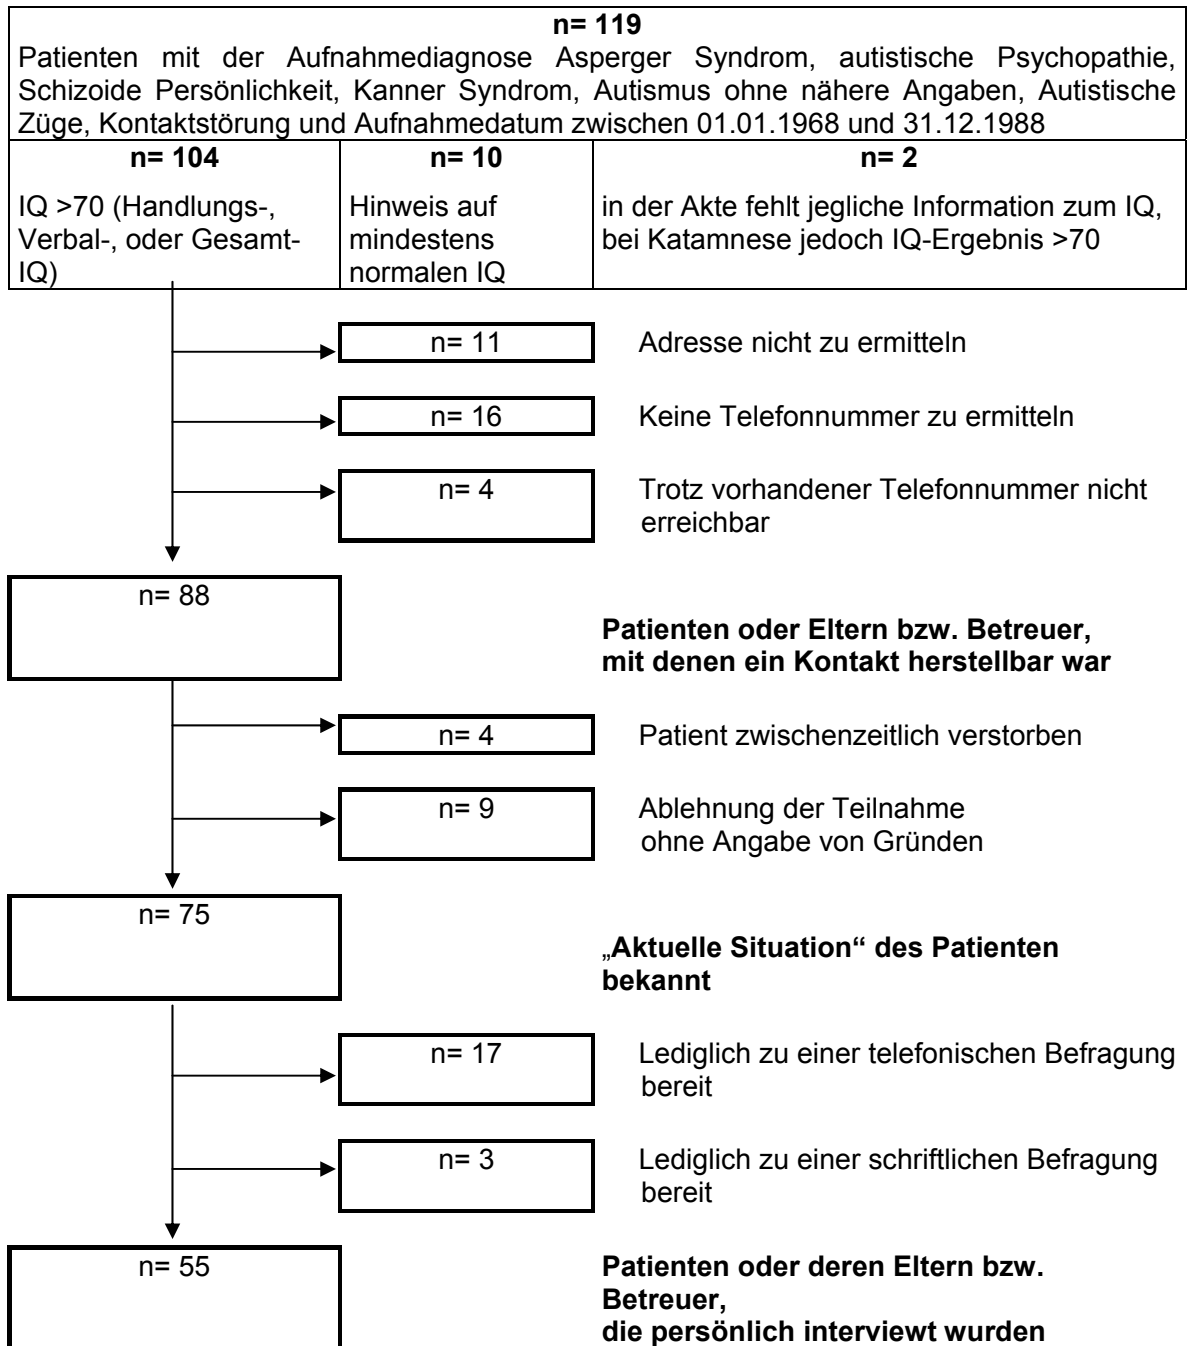 n= 119
Patienten mit der Aufnahmediagnose Asperger Syndrom, autistische Psychopathie,
Schizoide Persönlichkeit, Kanner Syndrom, Autismus ohne nähere Angaben, Autistische
Züge, Kontaktstörung und Aufnahmedatum zwischen 01.01.1968 und 31.12.1988
n= 104
IQ >70 (Handlungs-,
Verbal-, oder Gesamt-
IQ)
n= 10
Hinweis auf
mindestens
normalen IQ
n= 2
in der Akte fehlt jegliche Information zum IQ,
bei Katamnese jedoch IQ-Ergebnis >70
n= 11
Adresse nicht zu ermitteln
n= 16
Keine Telefonnummer zu ermitteln
n= 4
Trotz vorhandener Telefonnummer nicht
erreichbar
n= 88
Patienten oder Eltern bzw. Betreuer,
mit denen ein Kontakt herstellbar war
n= 4
Patient zwischenzeitlich verstorben
n= 9
Ablehnung der Teilnahme
ohne Angabe von Gründen
n= 75
„Aktuelle Situation“ des Patienten
bekannt
n= 17
Lediglich zu einer telefonischen Befragung
bereit
n= 3
Lediglich zu einer schriftlichen Befragung
bereit
n= 55
Patienten oder deren Eltern bzw.
Betreuer,
die persönlich interviewt wurden